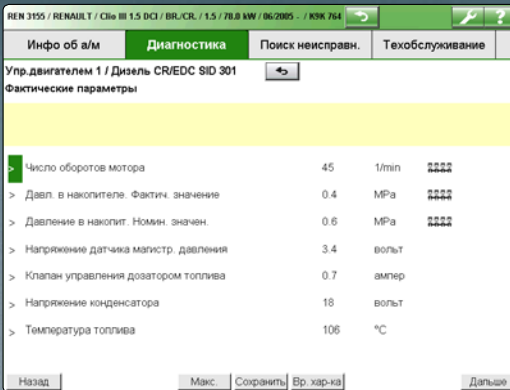 REN 3155 / RENAULT / Clio III 1.5 DCI / BR./CR. / 1.5 / 78.0 kW / 06/2005 - / K9K 764
?
Инфо об а/м
Диагностика
Поиск неисправн.
Техобслуживание
Упр.двигателем 1 / Дизель CR/EDC SID 301
Фактические параметры
> Число оборотов мотора 45 1/min
> Давл. в накопителе. Фактич. значение 0.4 MPa
> Давление в накопит. Номин. значен. 0.6 MPa
> Напряжение датчика магистр. давления 3.4 вольт
> Клапан управления дозатором топлива 0.7 ампер
> Напряжение конденсатора 18 вольт
> Температура топлива 106 °C
Назад
Макс.
Сохранить
Вр. хар-ка
Дальше